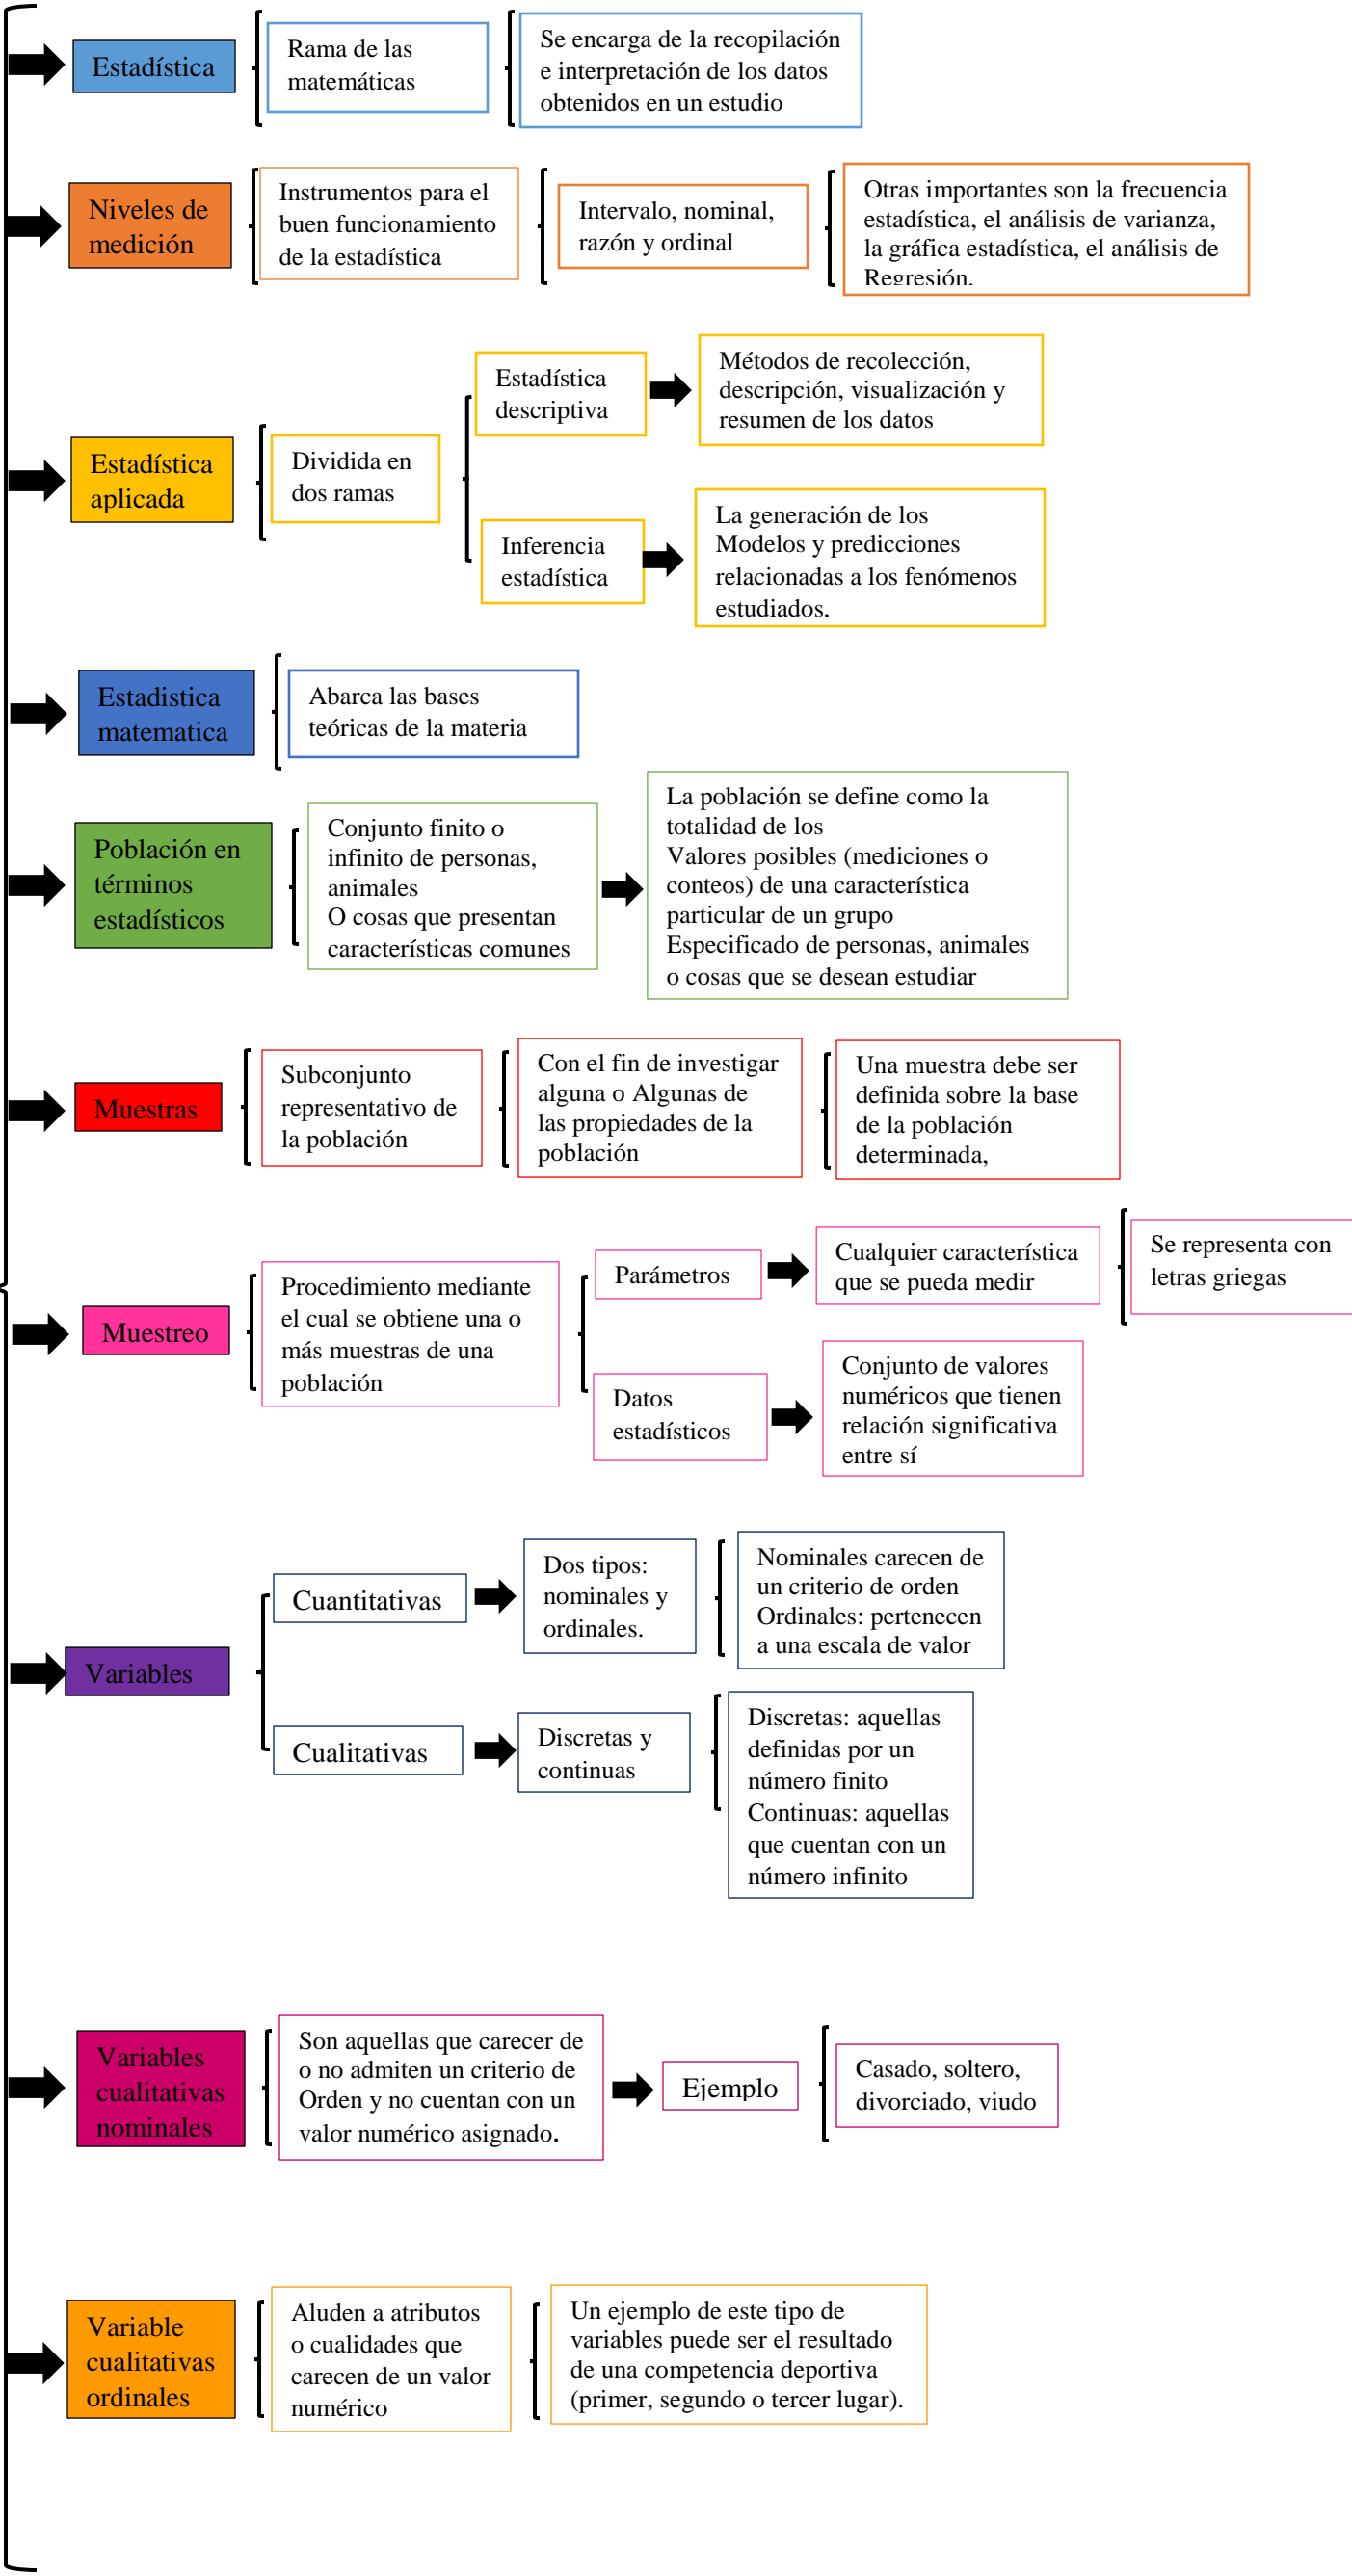 Estadística
Rama de las
matemáticas
Se encarga de la recopilación
e interpretación de los datos
obtenidos en un estudio
Niveles de
medición
Instrumentos para el
buen funcionamiento
de la estadística
Intervalo, nominal,
razón y ordinal
Otras importantes son la frecuencia
estadística, el análisis de varianza,
la gráfica estadística, el análisis de
Regresión.
Estadística
aplicada
Dividida en
dos ramas
Estadística
descriptiva
Métodos de recolección,
descripción, visualización y
resumen de los datos
Inferencia
estadística
La generación de los
Modelos y predicciones
relacionadas a los fenómenos
estudiados.
Estadistica
matematica
Abarca las bases
teóricas de la materia
Población en
términos
estadísticos
Conjunto finito o
infinito de personas,
animales
O cosas que presentan
características comunes
La población se define como la
totalidad de los
Valores posibles (mediciones o
conteos) de una característica
particular de un grupo
Especificado de personas, animales
o cosas que se desean estudiar
Muestras
Subconjunto
representativo de
la población
Con el fin de investigar
alguna o Algunas de
las propiedades de la
población
Una muestra debe ser
definida sobre la base
de la población
determinada,
Muestreo
Procedimiento mediante
el cual se obtiene una o
más muestras de una
población
Parámetros
Cualquier característica
que se pueda medir
Se representa con
letras griegas
Datos
estadísticos
Conjunto de valores
numéricos que tienen
relación significativa
entre sí
Variables
Cuantitativas
Dos tipos:
nominales y
ordinales.
Nominales carecen de
un criterio de orden
Ordinales: pertenecen
a una escala de valor
Cualitativas
Discretas y
continuas
Discretas: aquellas
definidas por un
número finito
Continuas: aquellas
que cuentan con un
número infinito
Variables
cualitativas
nominales
Son aquellas que carecer de
o no admiten un criterio de
Orden y no cuentan con un
valor numérico asignado.
Ejemplo
Casado, soltero,
divorciado, viudo
Variable
cualitativas
ordinales
Aluden a atributos
o cualidades que
carecen de un valor
numérico
Un ejemplo de este tipo de
variables puede ser el resultado
de una competencia deportiva
(primer, segundo o tercer lugar).